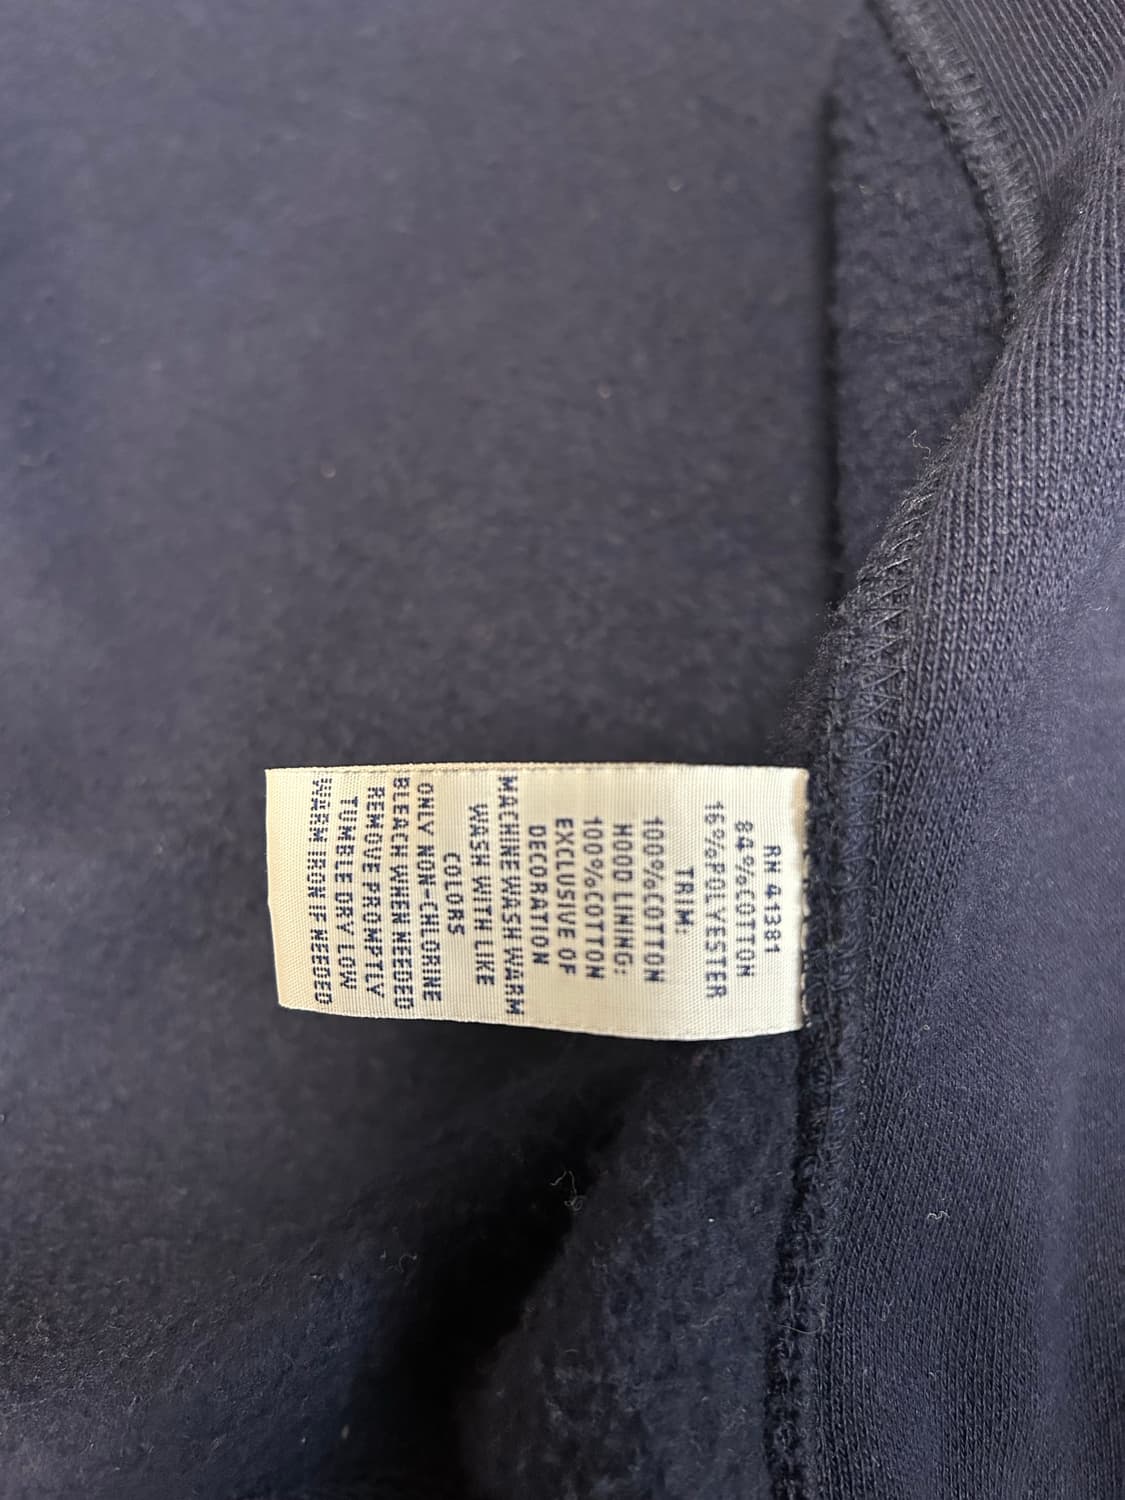 RN 41381
84%COTTON
16%POLYESTER
TRIM:
100%COTTON
HOOD LINING:
100%COTTON
EXCLUSIVE OF
DECORATION
MACHINE WASH WARM
WASH WITH LIKE
COLORS
ONLY NON-CHLORINE
BLEACH WHEN NEEDED
REMOVE PROMPTLY
TUMBLE DRY LOW
WARM IRON IF NEEDED